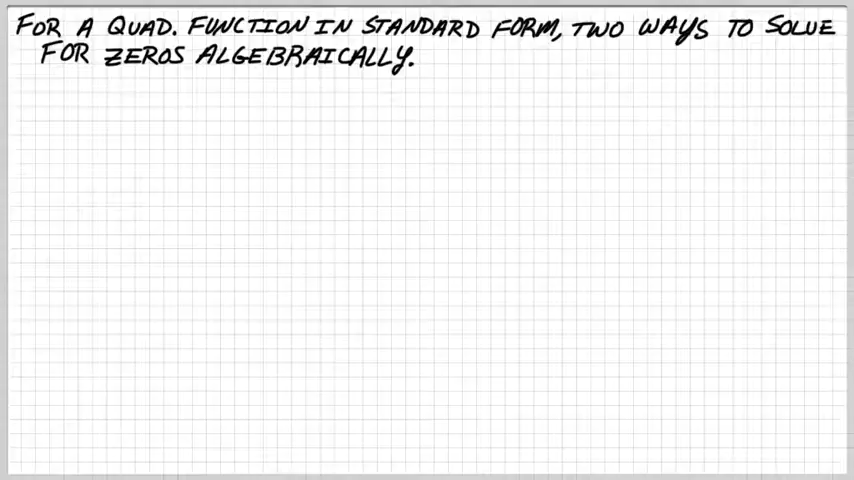 FOR A QUAD. FUNCTION IN STANDARD FORM, TWO WAYS TO SOLVE
FOR ZEROS ALGEBRAICALLY.